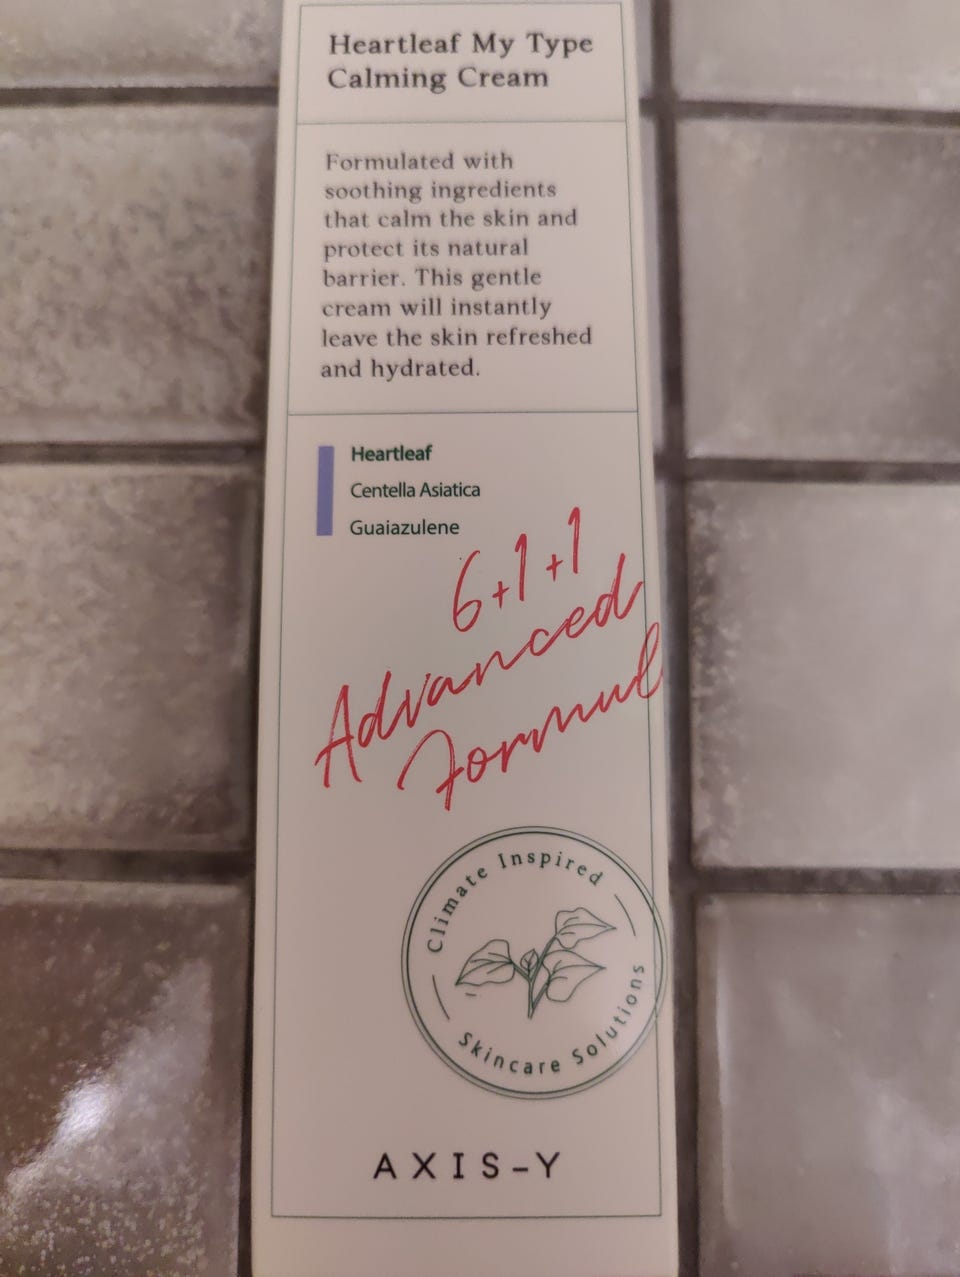 Heartleaf My Type
Calming Cream
Formulated with
soothing ingredients
that calm the skin and
protect its natural
barrier. This gentle
cream will instantly
leave the skin refreshed
and hydrated.
Heartleaf
Centella Asiatica
Guaiazulene
6+1+1
Advanced
Formul
Climate Inspired
Skincare Solutions
AXIS-Y